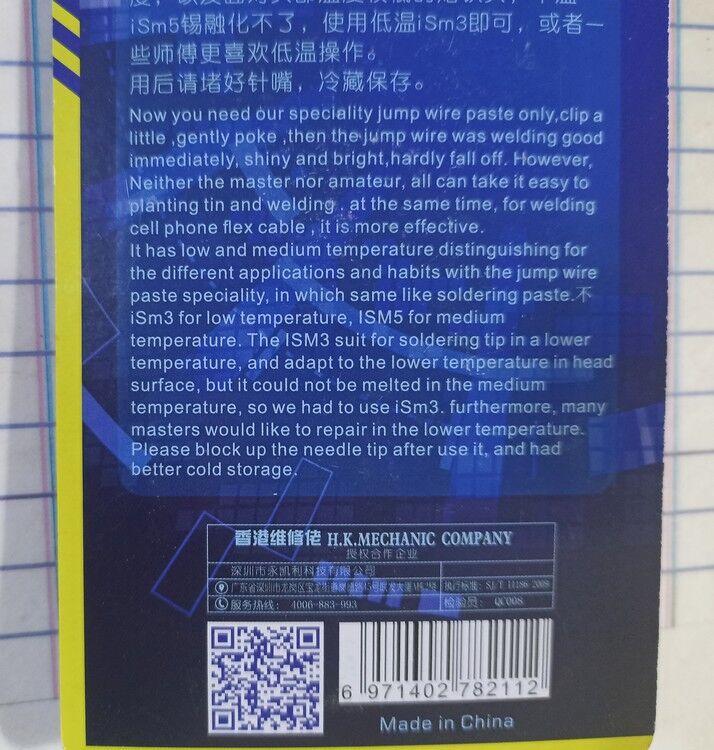 iSm5锡融化不了，使用低温iSm3即可，或者一
些师傅更喜欢低温操作。
用后请堵好针嘴，冷藏保存。
Now you need our speciality jump wire paste only,clip a
little ,gently poke ,then the jump wire was welding good
immediately, shiny and bright,hardly fall off. However,
Neither the master nor amateur, all can take it easy to
planting tin and welding . at the same time, for welding
cell phone flex cable , it is more effective.
It has low and medium temperature distinguishing for
the different applications and habits with the jump wire
paste speciality, in which same like soldering paste.不
iSm3 for low temperature, ISM5 for medium
temperature. The ISM3 suit for soldering tip in a lower
temperature, and adapt to the lower temperature in head
surface, but it could not be melted in the medium
temperature, so we had to use iSm3. furthermore, many
masters would like to repair in the lower temperature.
Please block up the needle tip after use it, and had
better cold storage.
香港维修佬 H.K.MECHANIC COMPANY
授权合作企业
深圳市永凯利科技有限公司
广东省深圳市龙岗区宝龙 执行标准: SJ/T 11186-2008
服务热线: 4006-883-993 检验员: QC008
6 971402 782112
Made in China